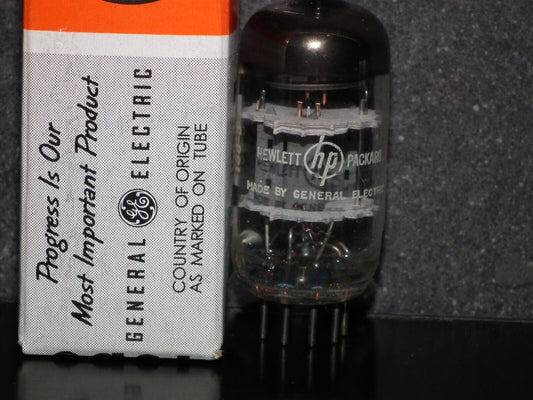 Progress Is Our
Most Important Product
GENERAL GE ELECTRIC
COUNTRY OF ORIGIN
AS MARKED ON TUBE
HEWLETT hp PACKARD
MADE BY GENERAL ELECTRIC